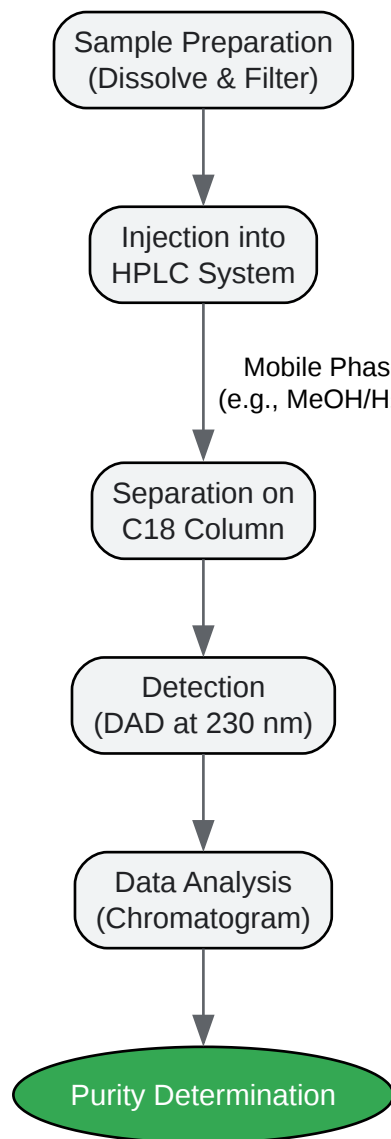 Sample Preparation
(Dissolve & Filter)
Injection into
HPLC System
Mobile Phas
(e.g., MeOH/H
Separation on
C18 Column
Detection
(DAD at 230 nm)
Data Analysis
(Chromatogram)
Purity Determination